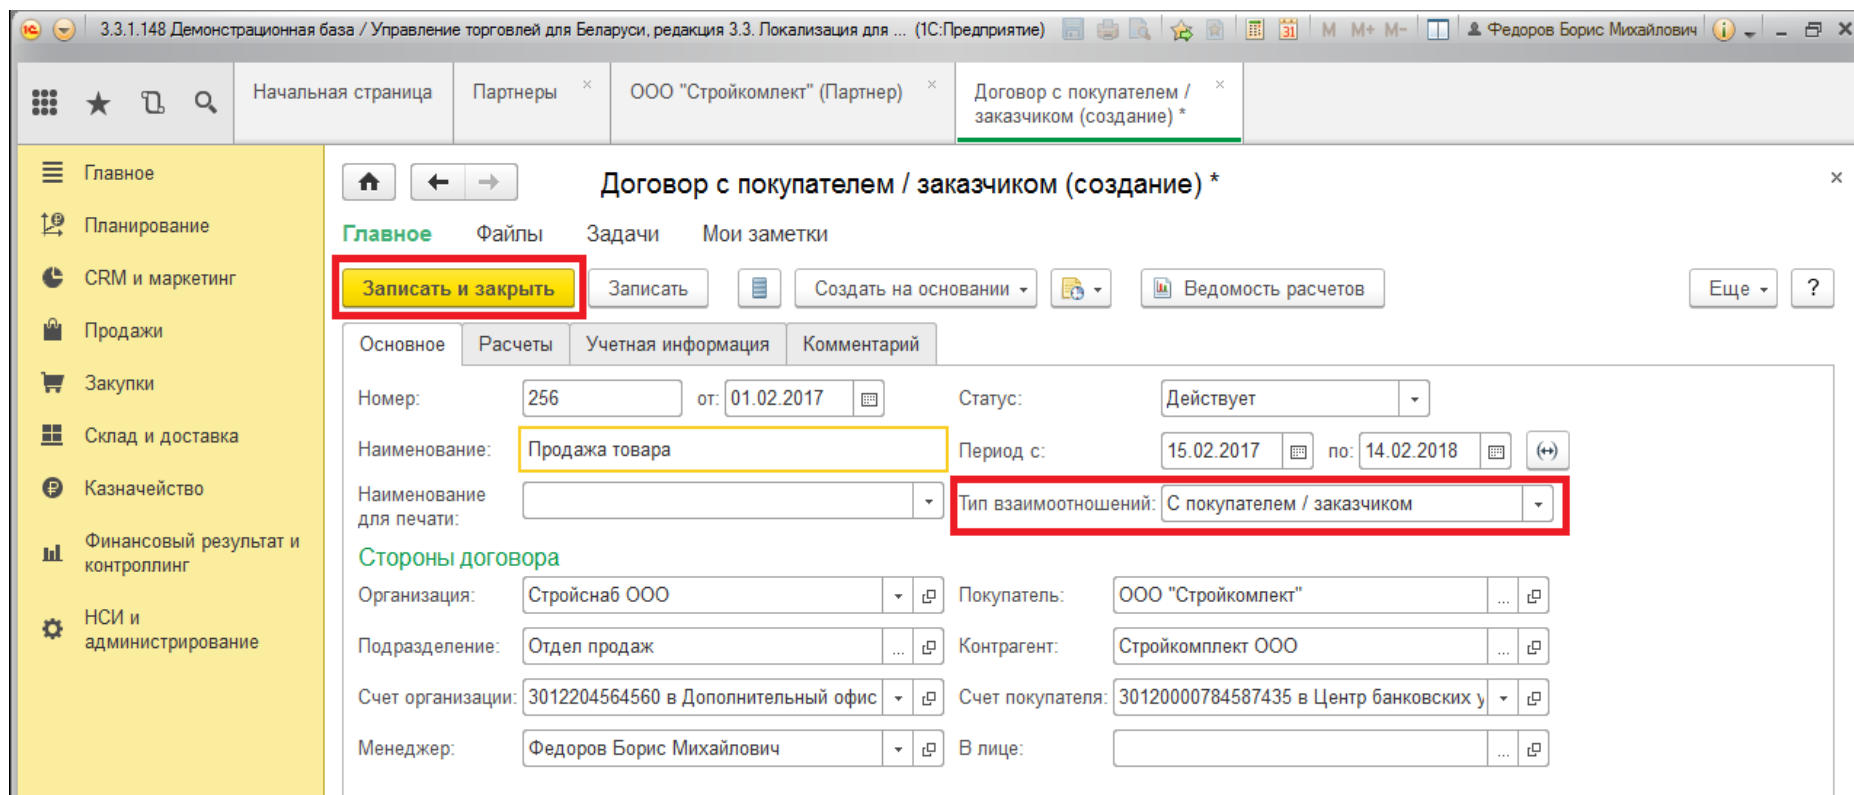 3.3.1.148 Демонстрационная база / Управление торговлей для Беларуси, редакция 3.3. Локализация для ... (1С:Предприятие) 31 M M+ M- Федоров Борис Михайлович
Начальная страница
Партнеры
ООО "Стройкомлект" (Партнер)
Договор с покупателем /
заказчиком (создание) *
Главное
Планирование
CRM и маркетинг
Продажи
Закупки
Склад и доставка
Казначейство
Финансовый результат и
контроллинг
НСИ и
администрирование
Договор с покупателем / заказчиком (создание) *
Главное Файлы Задачи Мои заметки
Записать и закрыть Записать Создать на основании Ведомость расчетов Еще ?
Основное Расчеты Учетная информация Комментарий
Номер: 256 от: 01.02.2017 Статус: Действует
Наименование: Продажа товара Период с: 15.02.2017 по: 14.02.2018
Наименование
для печати:
Тип взаимоотношений: С покупателем / заказчиком
Стороны договора
Организация: Стройснаб ООО Покупатель: ООО "Стройкомлект" ...
Подразделение: Отдел продаж ... Контрагент: Стройкомплект ООО ...
Счет организации: 3012204564560 в Дополнительный офис Счет покупателя: 30120000784587435 в Центр банковских у
Менеджер: Федоров Борис Михайлович В лице: ...